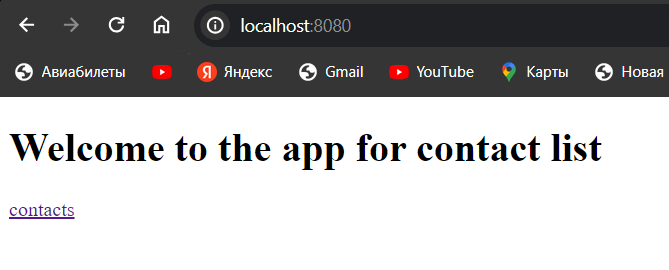 localhost:8080
Авиабилеты Яндекс Gmail YouTube Карты Новая
Welcome to the app for contact list
contacts